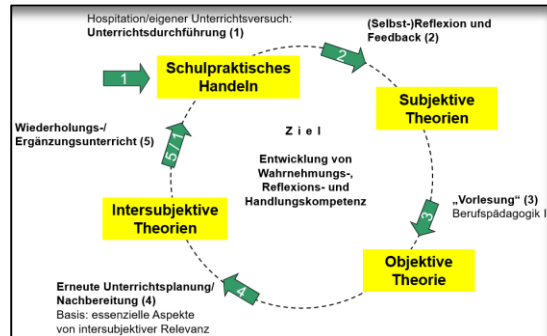 Hospitation/eigener Unterrichtsversuch:
Unterrichtsdurchführung (1)
(Selbst-)Reflexion und
Feedback (2)
1
2
Schulpraktisches
Handeln
Subjektive
Theorien
Wiederholungs-/
Ergänzungsunterricht (5)
5/1
Ziel
Entwicklung von
Wahrnehmungs-,
Reflexions- und
Handlungskompetenz
Intersubjektive
Theorien
3
„Vorlesung“ (3)
Berufspädagogik I
Objektive
Theorie
4
Erneute Unterrichtsplanung/
Nachbereitung (4)
Basis: essenzielle Aspekte
von intersubjektiver Relevanz